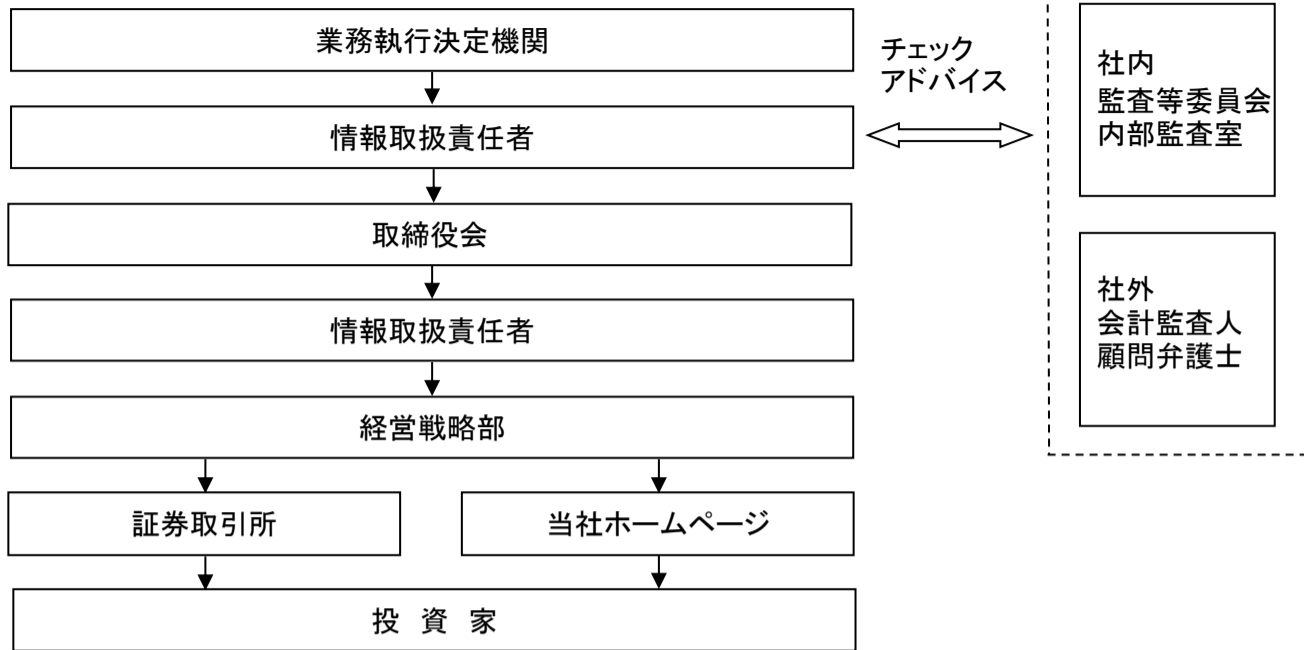 業務執行決定機関
情報取扱責任者
取締役会
情報取扱責任者
経営戦略部
証券取引所
当社ホームページ
投 資 家
チェック
アドバイス
社内
監査等委員会
内部監査室
社外
会計監査人
顧問弁護士